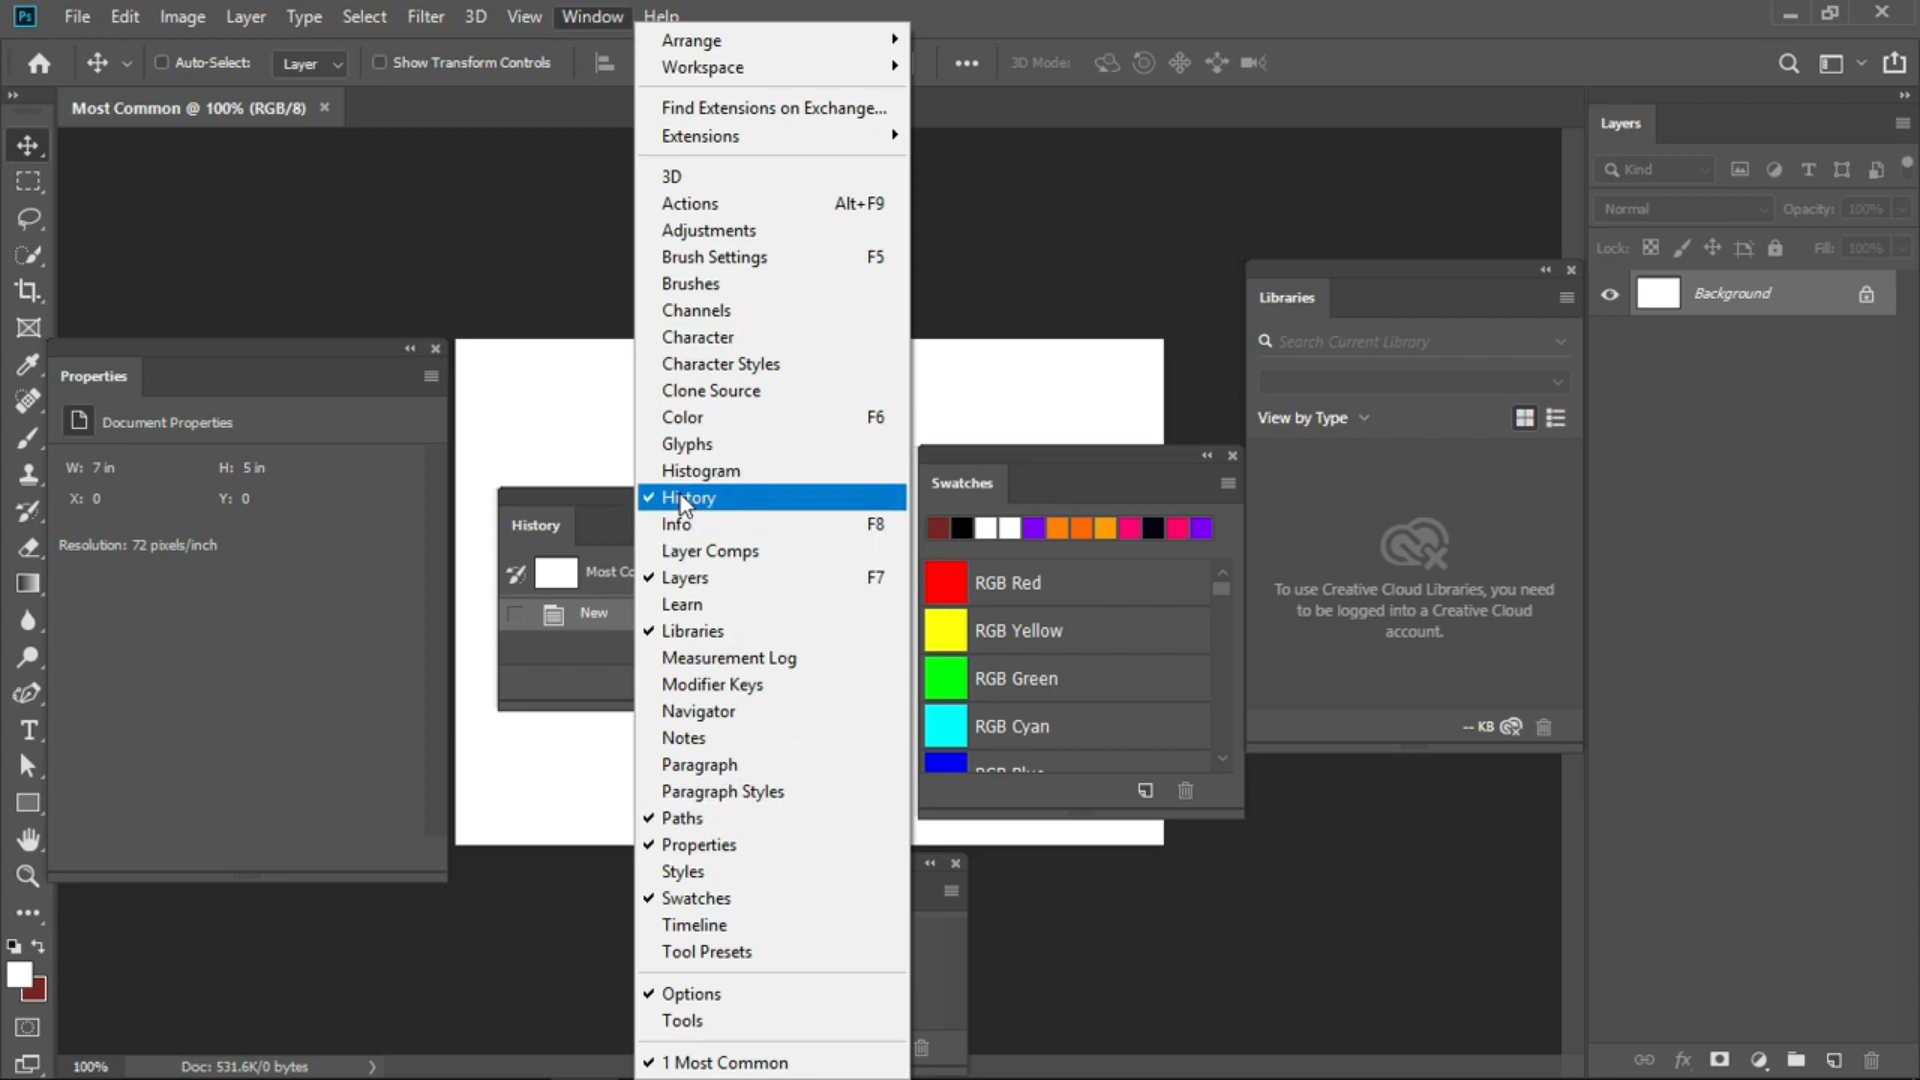 Ps
File Edit Image Layer Type Select Filter 3D View Window Help
Auto-Select: Layer Show Transform Controls
3D Mode:
Most Common @ 100% (RGB/8)
Arrange
Workspace
Find Extensions on Exchange...
Extensions
3D
Actions Alt+F9
Adjustments
Brush Settings F5
Brushes
Channels
Character
Character Styles
Clone Source
Color F6
Glyphs
Histogram
History
Info F8
Layer Comps
Layers F7
Learn
Libraries
Measurement Log
Modifier Keys
Navigator
Notes
Paragraph
Paragraph Styles
Paths
Properties
Styles
Swatches
Timeline
Tool Presets
Options
Tools
1 Most Common
Properties
Document Properties
W: 7 in H: 5 in
X: 0 Y: 0
Resolution: 72 pixels/inch
History
Most Co
New
Swatches
RGB Red
RGB Yellow
RGB Green
RGB Cyan
RGB Blue
Libraries
Search Current Library
View by Type
To use Creative Cloud Libraries, you need
to be logged into a Creative Cloud
account.
-- KB
Layers
Kind
Normal Opacity: 100%
Lock: Fill: 100%
Background
100% Doc: 531.6K/0 bytes